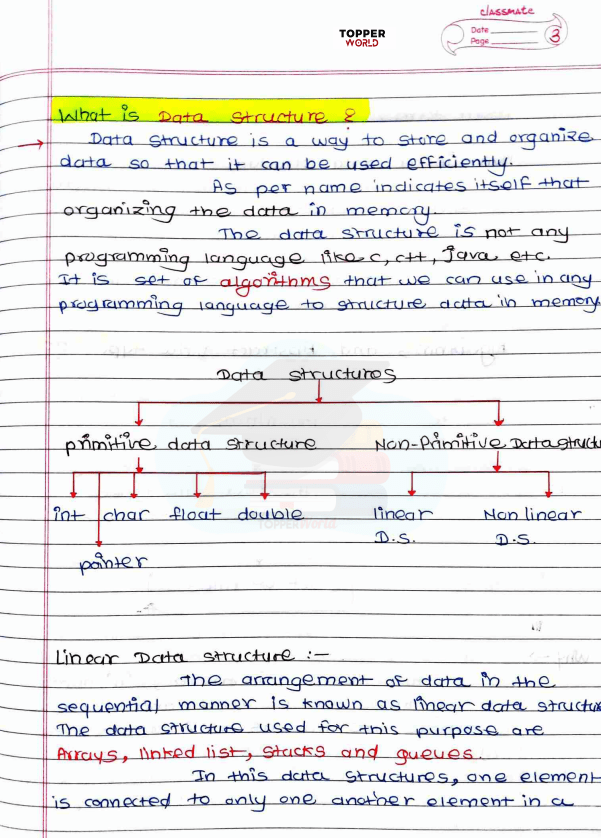 classmate
Date
Page
3
TOPPER
WORLD
What is Data structure ?
Data structure is a way to store and organize
data so that it can be used efficiently.
As per name indicates itself that
organizing the data in memory.
The data structure is not any
programming language like c, c++, Java etc.
It is set of algorithms that we can use in any
programming language to structure data in memory
Data structures
primitive data structure Non-Primitive Datastructu
int char float double linear Non linear
D.S. D.S.
pointer
TOPPERWorld
Linear Data structure :-
The arrangement of data in the
sequential manner is known as linear data structu
The data structure used for this purpose are
Arrays, linked list, stacks and queues.
In this data structures, one element
is connected to only one another element in a